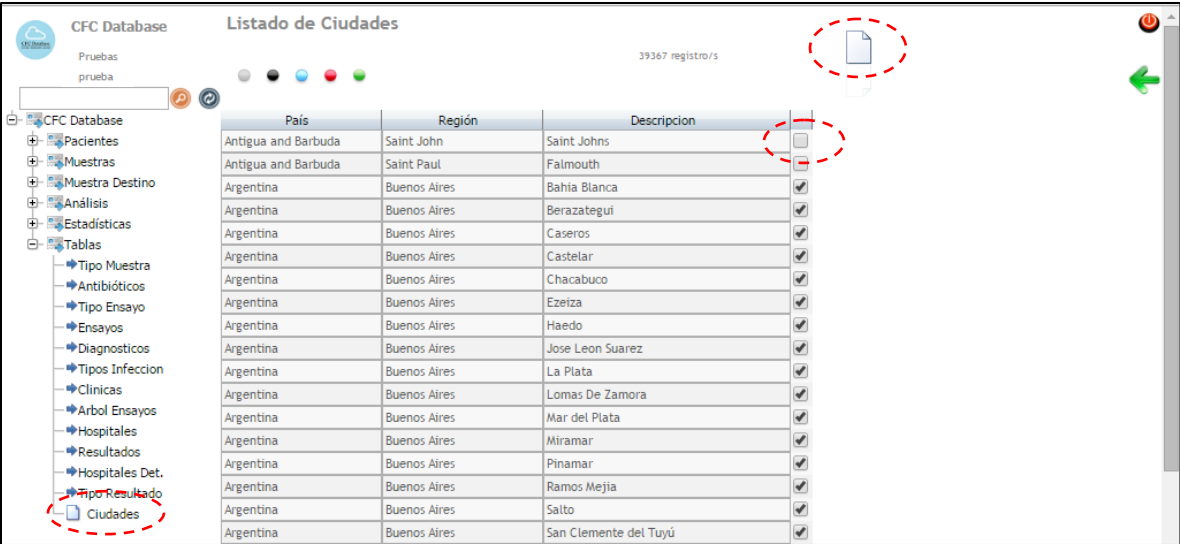 CFC Database
Listado de Ciudades
Pruebas
39367 registro/s
prueba
CFC Database
Pacientes
Muestras
Muestra Destino
Análisis
Estadísticas
Tablas
Tipo Muestra
Antibióticos
Tipo Ensayo
Ensayos
Diagnosticos
Tipos Infeccion
Clinicas
Arbol Ensayos
Hospitales
Resultados
Hospitales Det.
Tipo Resultado
Ciudades
País Región Descripcion
Antigua and Barbuda Saint John Saint Johns
Antigua and Barbuda Saint Paul Falmouth
Argentina Buenos Aires Bahia Blanca
Argentina Buenos Aires Berazategui
Argentina Buenos Aires Caseros
Argentina Buenos Aires Castelar
Argentina Buenos Aires Chacabuco
Argentina Buenos Aires Ezeiza
Argentina Buenos Aires Haedo
Argentina Buenos Aires Jose Leon Suarez
Argentina Buenos Aires La Plata
Argentina Buenos Aires Lomas De Zamora
Argentina Buenos Aires Mar del Plata
Argentina Buenos Aires Miramar
Argentina Buenos Aires Pinamar
Argentina Buenos Aires Ramos Mejia
Argentina Buenos Aires Salto
Argentina Buenos Aires San Clemente del Tuyú